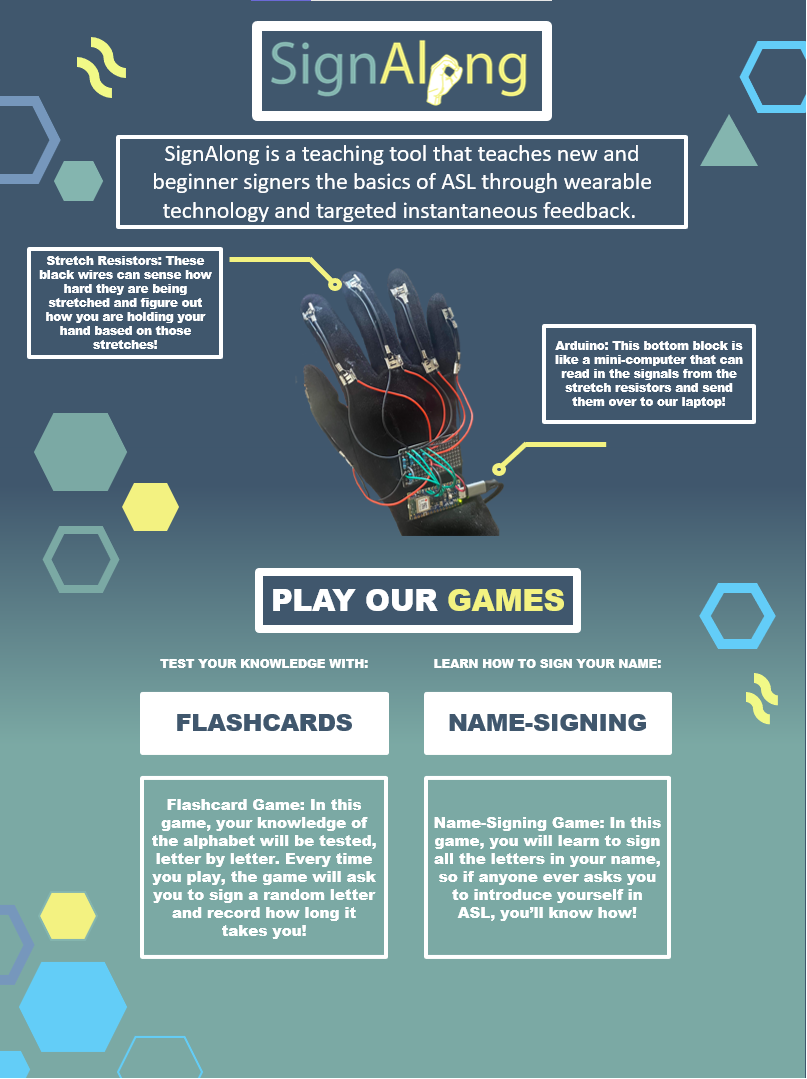 SignAlong
SignAlong is a teaching tool that teaches new and
beginner signers the basics of ASL through wearable
technology and targeted instantaneous feedback.
Stretch Resistors: These
black wires can sense how
hard they are being
stretched and figure out
how you are holding your
hand based on those
stretches!
Arduino: This bottom block is
like a mini-computer that can
read in the signals from the
stretch resistors and send
them over to our laptop!
PLAY OUR GAMES
TEST YOUR KNOWLEDGE WITH:
FLASHCARDS
Flashcard Game: In this
game, your knowledge of
the alphabet will be tested,
letter by letter. Every time
you play, the game will ask
you to sign a random letter
and record how long it
takes you!
LEARN HOW TO SIGN YOUR NAME:
NAME-SIGNING
Name-Signing Game: In this
game, you will learn to sign
all the letters in your name,
so if anyone ever asks you
to introduce yourself in
ASL, you’ll know how!